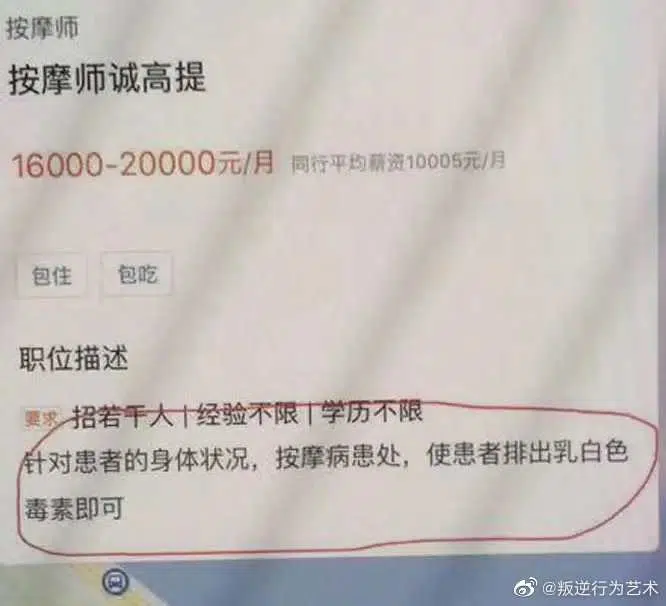 按摩师
按摩师诚高提
16000-20000元/月 同行平均薪资10005元/月
包住 包吃
职位描述
要求 招若干人 | 经验不限 | 学历不限
针对患者的身体状况，按摩病患处，使患者排出乳白色
毒素即可
@叛逆行为艺术